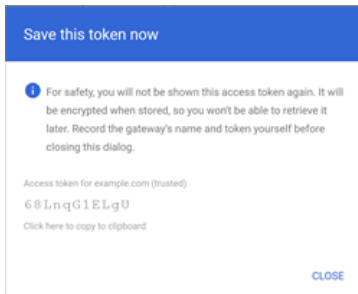 Save this token now
For safety, you will not be shown this access token again. It will
be encrypted when stored, so you won't be able to retrieve it
later. Record the gateway's name and token yourself before
closing this dialog.
Access token for example.com (trusted)
68LnqG1ELgU
Click here to copy to clipboard
CLOSE